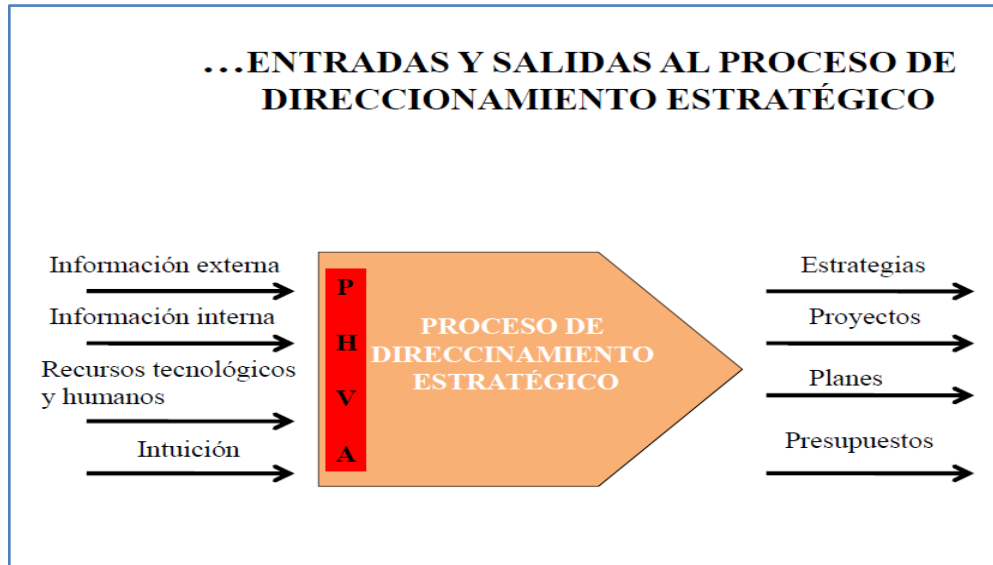 ...ENTRADAS Y SALIDAS AL PROCESO DE
DIRECCIONAMIENTO ESTRATÉGICO
Información externa
Información interna
Recursos tecnológicos
y humanos
Intuición
P
H
V
A
PROCESO DE
DIRECCINAMIENTO
ESTRATÉGICO
Estrategias
Proyectos
Planes
Presupuestos